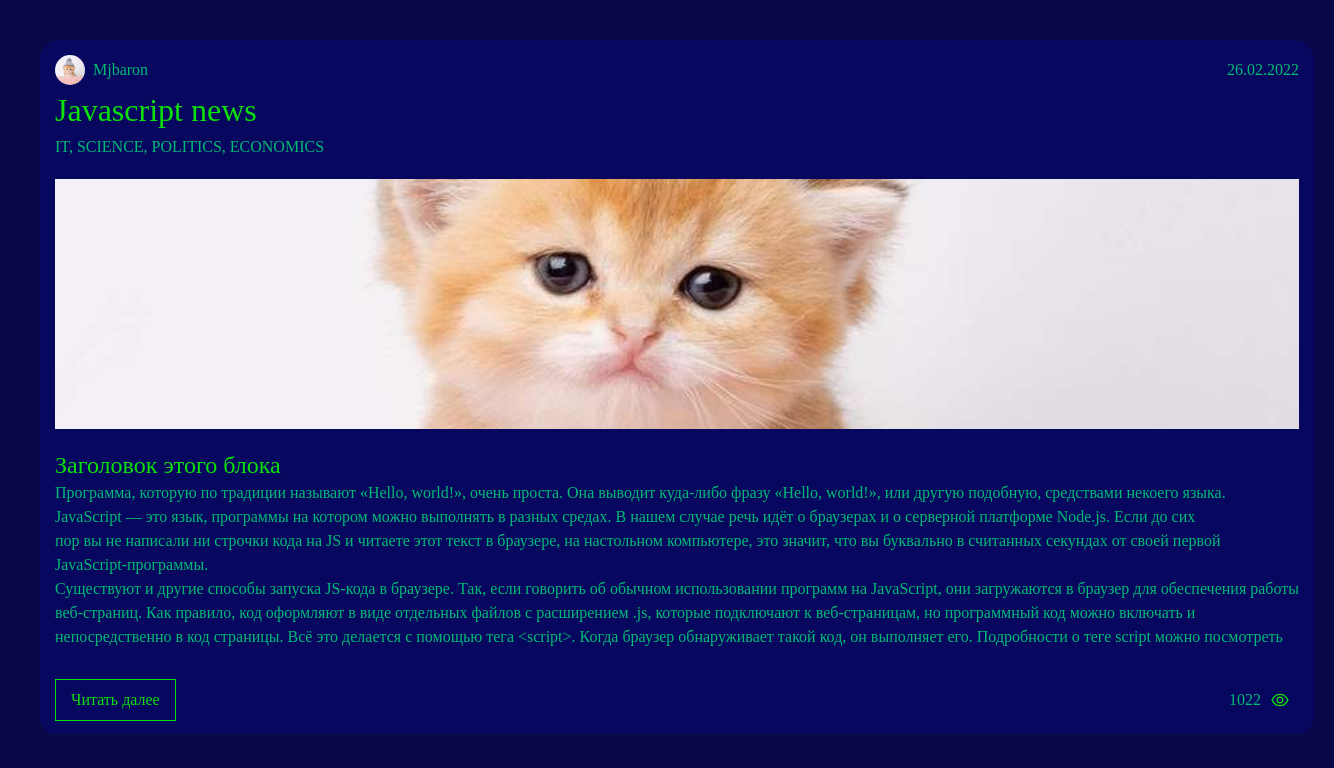 Mjbaron
26.02.2022
Javascript news
IT, SCIENCE, POLITICS, ECONOMICS
Заголовок этого блока
Программа, которую по традиции называют «Hello, world!», очень проста. Она выводит куда-либо фразу «Hello, world!», или другую подобную, средствами некоего языка.
JavaScript — это язык, программы на котором можно выполнять в разных средах. В нашем случае речь идёт о браузерах и о серверной платформе Node.js. Если до сих
пор вы не написали ни строчки кода на JS и читаете этот текст в браузере, на настольном компьютере, это значит, что вы буквально в считанных секундах от своей первой
JavaScript-программы.
Существуют и другие способы запуска JS-кода в браузере. Так, если говорить об обычном использовании программ на JavaScript, они загружаются в браузер для обеспечения работы
веб-страниц. Как правило, код оформляют в виде отдельных файлов с расширением .js, которые подключают к веб-страницам, но программный код можно включать и
непосредственно в код страницы. Всё это делается с помощью тега <script>. Когда браузер обнаруживает такой код, он выполняет его. Подробности о теге script можно посмотреть
Читать далее
1022